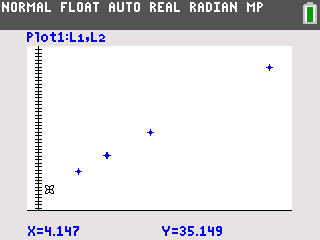 NORMAL FLOAT AUTO REAL RADIAN MP
Plot1:L1,L2
X=4.147 Y=35.149